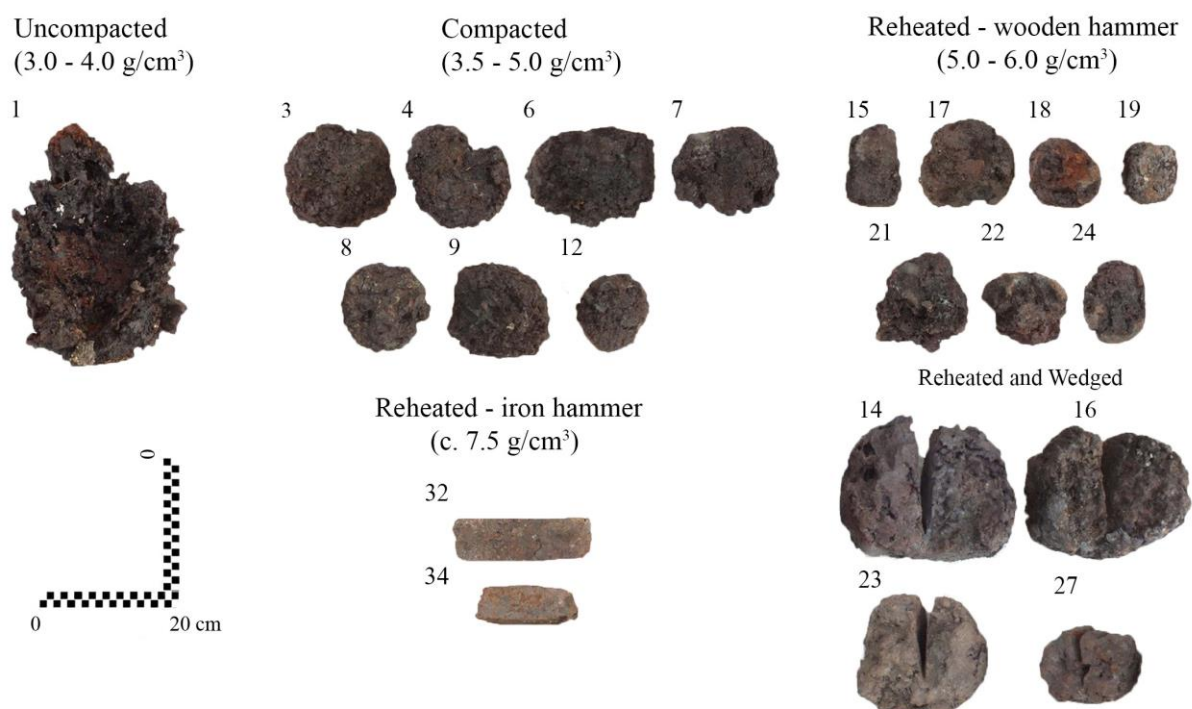 Uncompacted
(3.0 - 4.0 g/cm³)
1
Compacted
(3.5 - 5.0 g/cm³)
3 4 6 7
8 9 12
Reheated - iron hammer
(c. 7.5 g/cm³)
32
34
Reheated - wooden hammer
(5.0 - 6.0 g/cm³)
15 17 18 19
21 22 24
Reheated and Wedged
14 16
23 27
0
0 20 cm